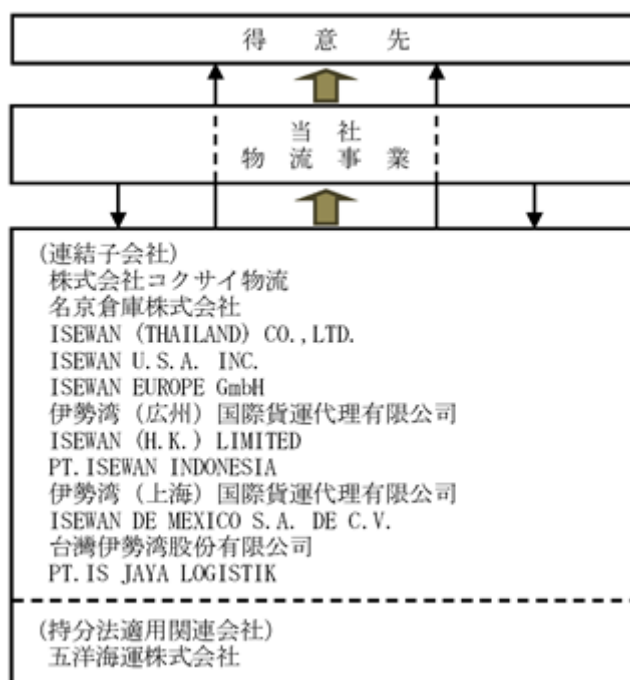 得 意 先
当 社
物 流 事 業
(連結子会社)
株式会社コクサイ物流
名京倉庫株式会社
ISEWAN (THAILAND) CO.,LTD.
ISEWAN U.S.A. INC.
ISEWAN EUROPE GmbH
伊勢湾（広州）国際貨運代理有限公司
ISEWAN (H.K.) LIMITED
PT.ISEWAN INDONESIA
伊勢湾（上海）国際貨運代理有限公司
ISEWAN DE MEXICO S.A. DE C.V.
台灣伊勢湾股份有限公司
PT.IS JAYA LOGISTIK
(持分法適用関連会社)
五洋海運株式会社